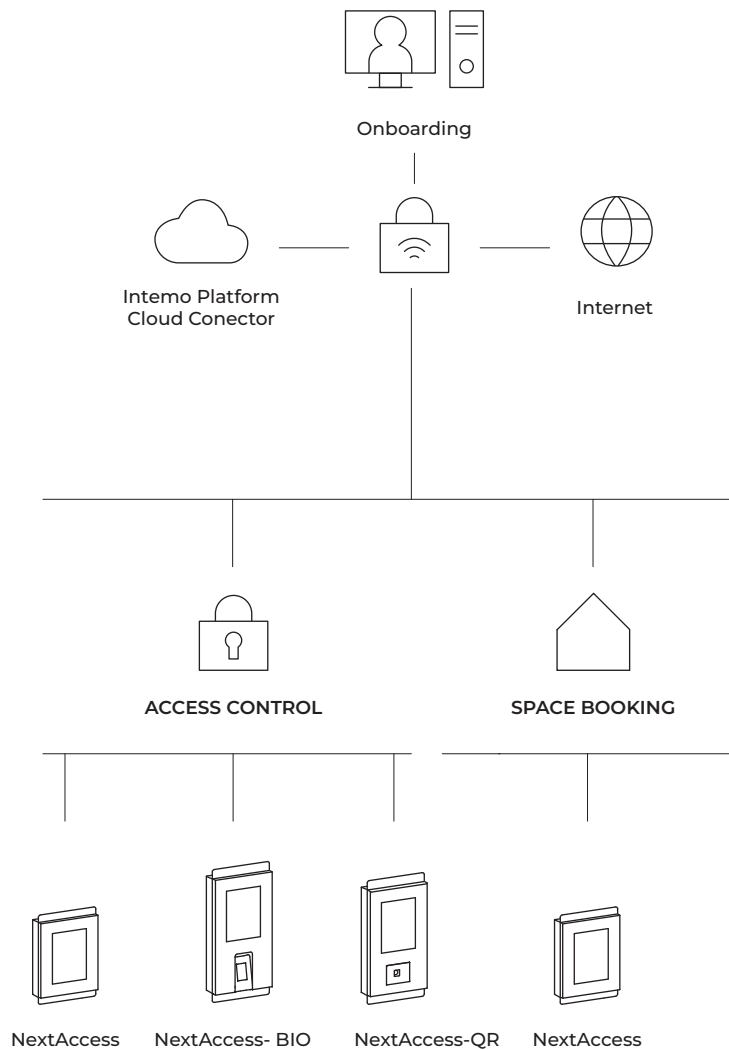 Onboarding
Intemo Platform
Cloud Conector
Internet
ACCESS CONTROL
SPACE BOOKING
NextAccess
NextAccess- BIO
NextAccess-QR
NextAccess